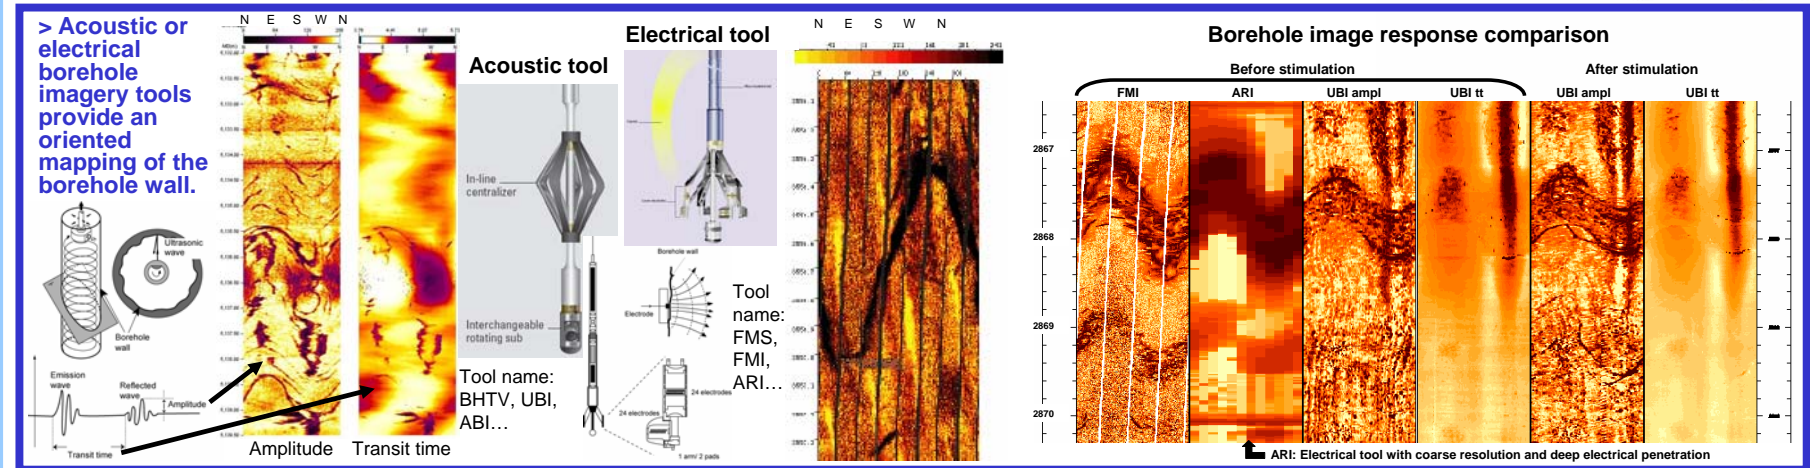 > Acoustic or
electrical
borehole
imagery tools
provide an
oriented
mapping of the
borehole wall.
Ultrasonic
wave
Borehole
wall
Emission
wave
Reflected
wave
Amplitude
Transit time
N E S W N
Amplitude
Transit time
Acoustic tool
In-line
centralizer
Interchangeable
rotating sub
Tool name:
BHTV, UBI,
ABI...
Electrical tool
Borehole wall
Electrode
24 electrodes
24 electrodes
1 arm/ 2 pads
Tool
name:
FMS,
FMI,
ARI...
N E S W N
Borehole image response comparison
Before stimulation
After stimulation
FMI
ARI
UBI ampl
UBI tt
UBI ampl
UBI tt
2867
2868
2869
2870
ARI: Electrical tool with coarse resolution and deep electrical penetration